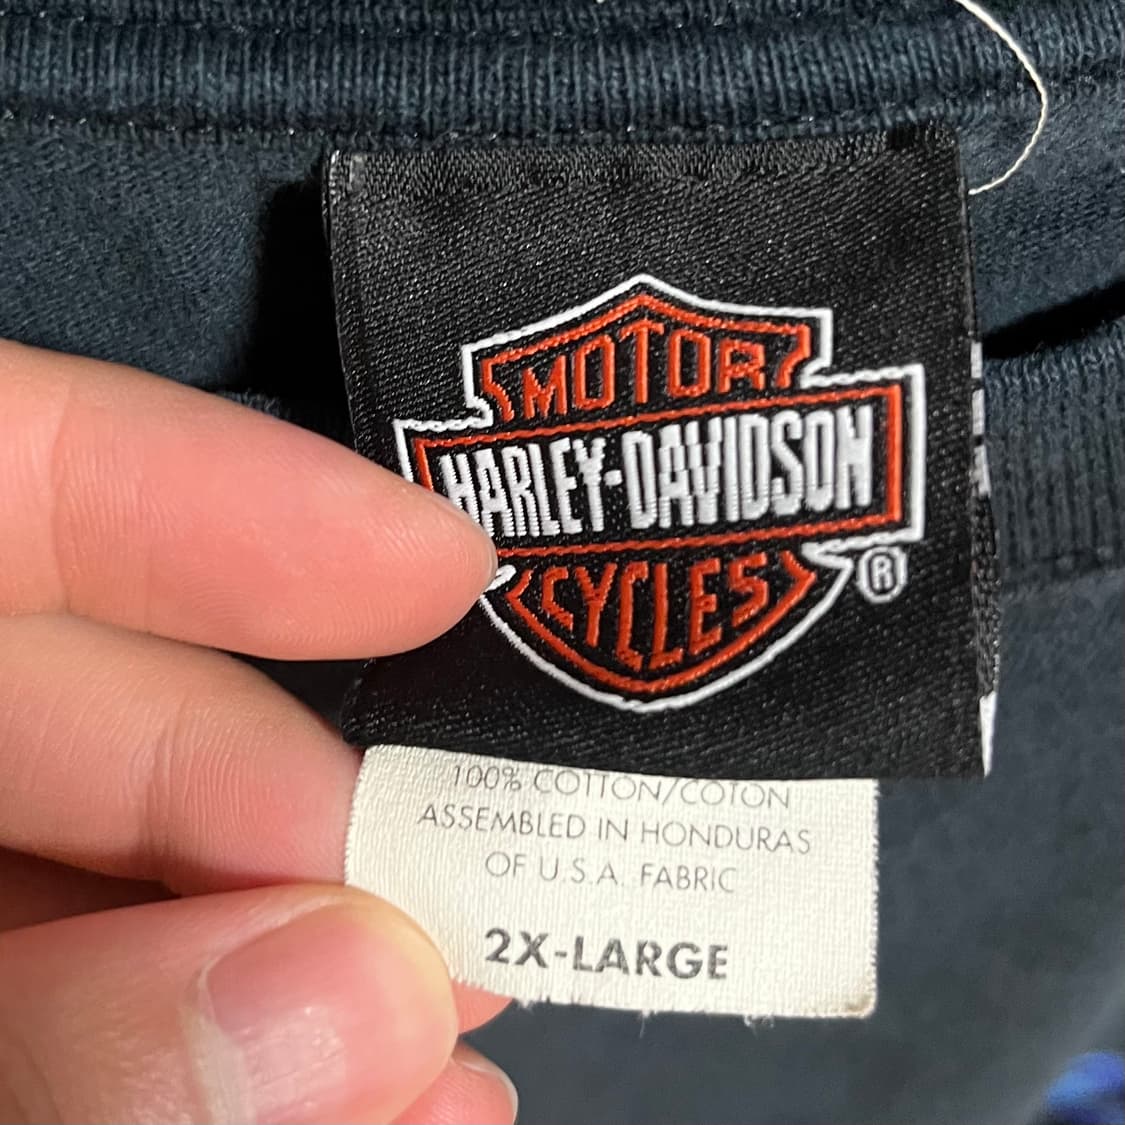 MOTOR
HARLEY-DAVIDSON
CYCLES
®
100% COTTON/COTON
ASSEMBLED IN HONDURAS
OF U.S.A. FABRIC
2X-LARGE